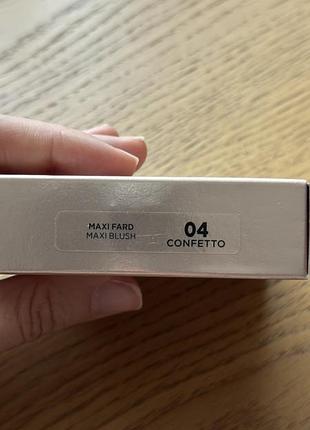 MAXI FARD
MAXI BLUSH
04
CONFETTO